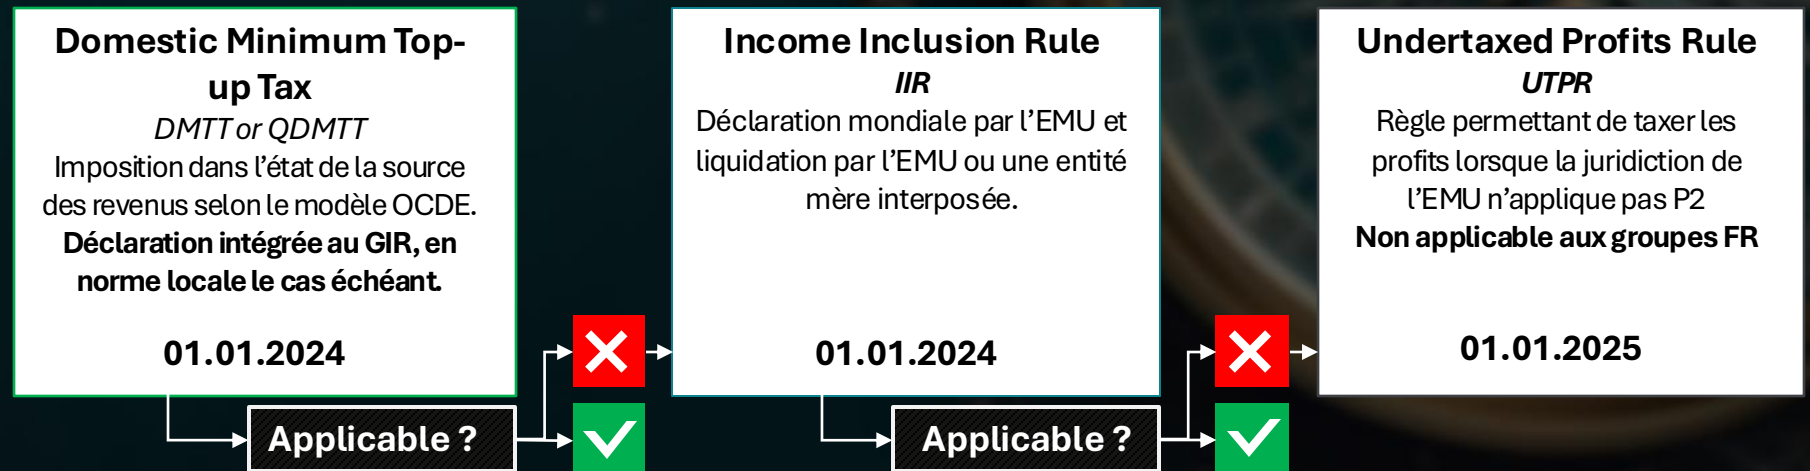 Domestic Minimum Top-
up Tax
DMTT or QDMTT
Imposition dans l’état de la source
des revenus selon le modèle OCDE.
Déclaration intégrée au GIR, en
norme locale le cas échéant.
01.01.2024
Applicable ?
Income Inclusion Rule
IIR
Déclaration mondiale par l’EMU et
liquidation par l’EMU ou une entité
mère interposée.
01.01.2024
Applicable ?
Undertaxed Profits Rule
UTPR
Règle permettant de taxer les
profits lorsque la juridiction de
l’EMU n’applique pas P2
Non applicable aux groupes FR
01.01.2025